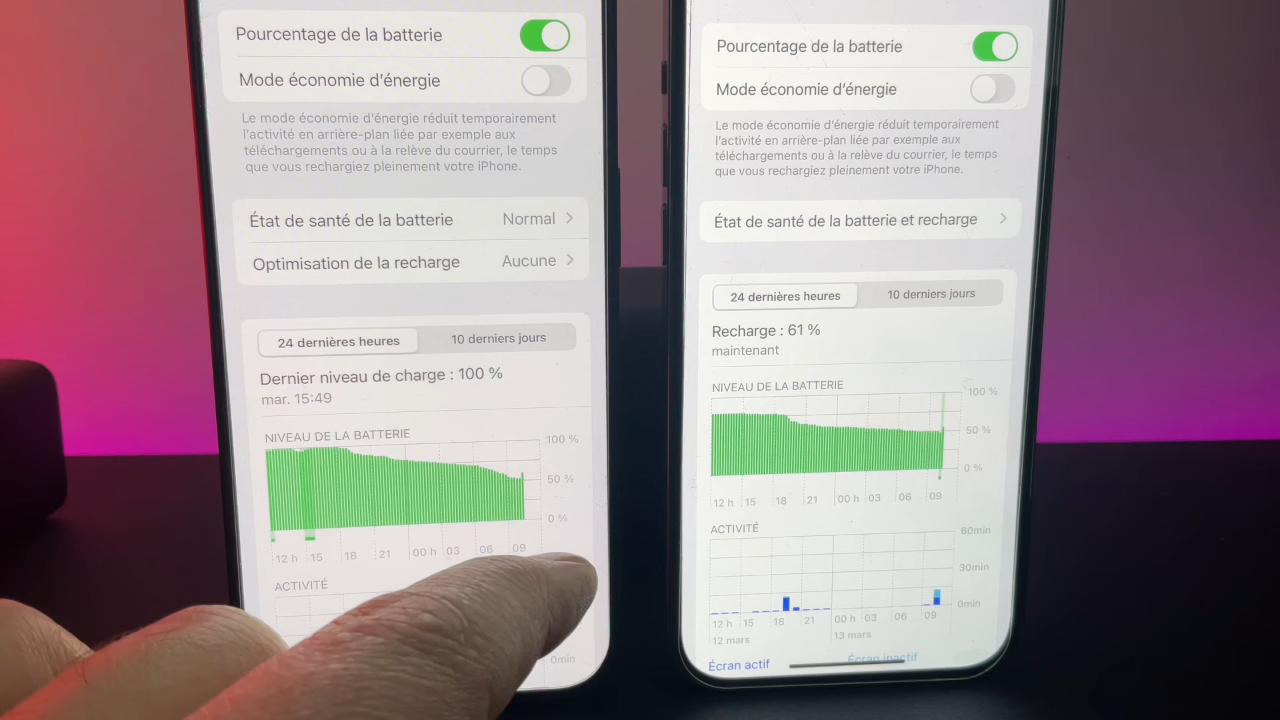 Pourcentage de la batterie
Mode économie d'énergie
Le mode économie d'énergie réduit temporairement
l'activité en arrière-plan liée par exemple aux
téléchargements ou à la relève du courrier, le temps
que vous rechargiez pleinement votre iPhone.
État de santé de la batterie Normal
Optimisation de la recharge Aucune
24 dernières heures 10 derniers jours
Dernier niveau de charge : 100 %
mar. 15:49
NIVEAU DE LA BATTERIE
100 %
50 %
0 %
12 h 15 18 21 00 h 03 06 09
ACTIVITÉ
0min
Pourcentage de la batterie
Mode économie d'énergie
Le mode économie d'énergie réduit temporairement
l'activité en arrière-plan liée par exemple aux
téléchargements ou à la relève du courrier, le temps
que vous rechargiez pleinement votre iPhone.
État de santé de la batterie et recharge
24 dernières heures 10 derniers jours
Recharge : 61 %
maintenant
NIVEAU DE LA BATTERIE
100 %
50 %
0 %
12 h 15 18 21 00 h 03 06 09
ACTIVITÉ
60min
30min
0min
12 h 15 18 21 00 h 03 06 09
12 mars 13 mars
Écran actif Écran inactif